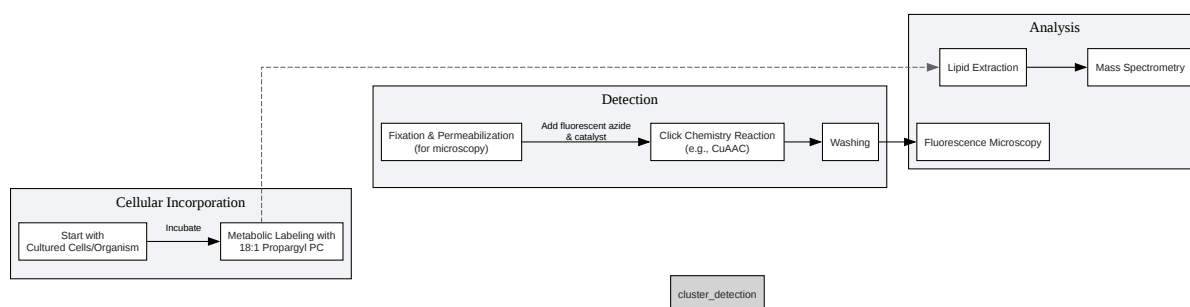 Analysis
Lipid Extraction
Mass Spectrometry
Detection
Fixation & Permeabilization
(for microscopy)
Add fluorescent azide
& catalyst
Click Chemistry Reaction
(e.g., CuAAC)
Washing
Fluorescence Microscopy
Cellular Incorporation
Start with
Cultured Cells/Organism
Incubate
Metabolic Labeling with
18:1 Propargyl PC
cluster_detection